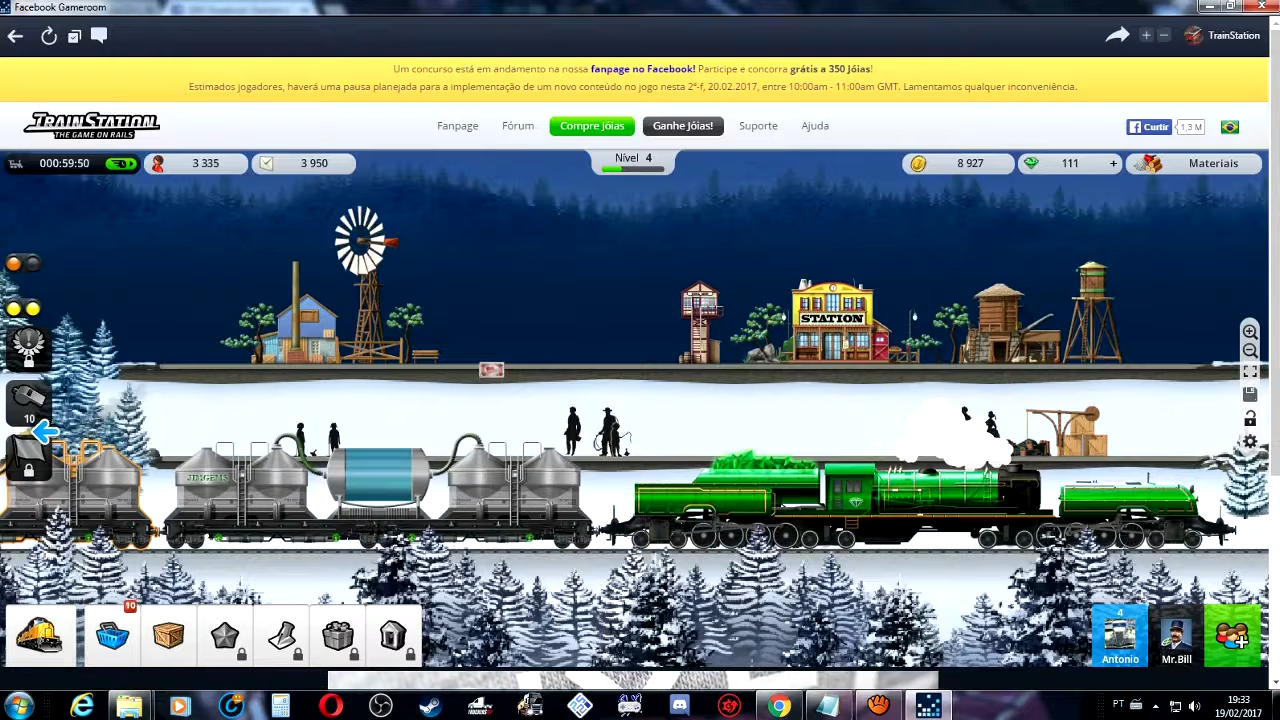 Facebook Gameroom
TrainStation
Um concurso está em andamento na nossa fanpage no Facebook! Participe e concorra grátis a 350 Jóias!
Estimados jogadores, haverá uma pausa planejada para a implementação de um novo conteúdo no jogo nesta 2ª-f, 20.02.2017, entre 10:00am - 11:00am GMT. Lamentamos qualquer inconveniência.
TRAINSTATION
THE GAME ON RAILS
Fanpage Fórum Compre Jóias Ganhe Jóias! Suporte Ajuda
Curtir 1,3 M
000:59:50 3 335 3 950 Nível 4 8 927 111 + Materiais
STATION
10
10
4
Antonio Mr.Bill
PT 19:33
19/02/2017